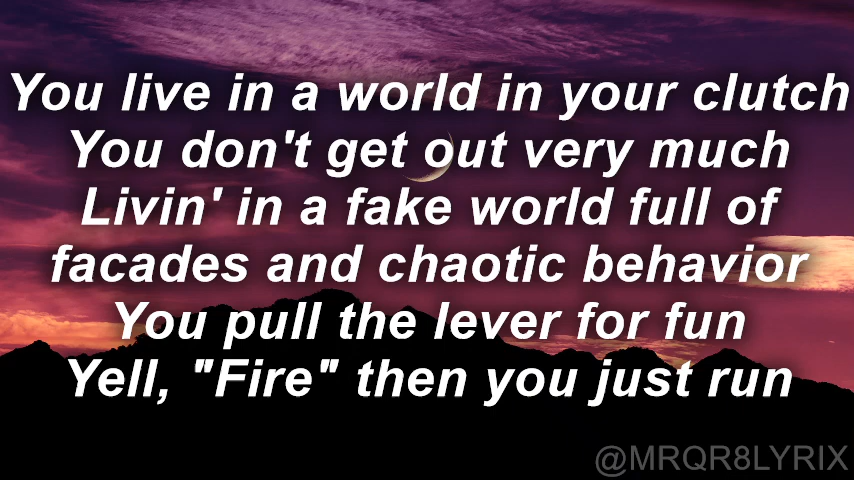 You live in a world in your clutch
You don't get out very much
Livin' in a fake world full of
facades and chaotic behavior
You pull the lever for fun
Yell, "Fire" then you just run
@MRQR8LYRIX